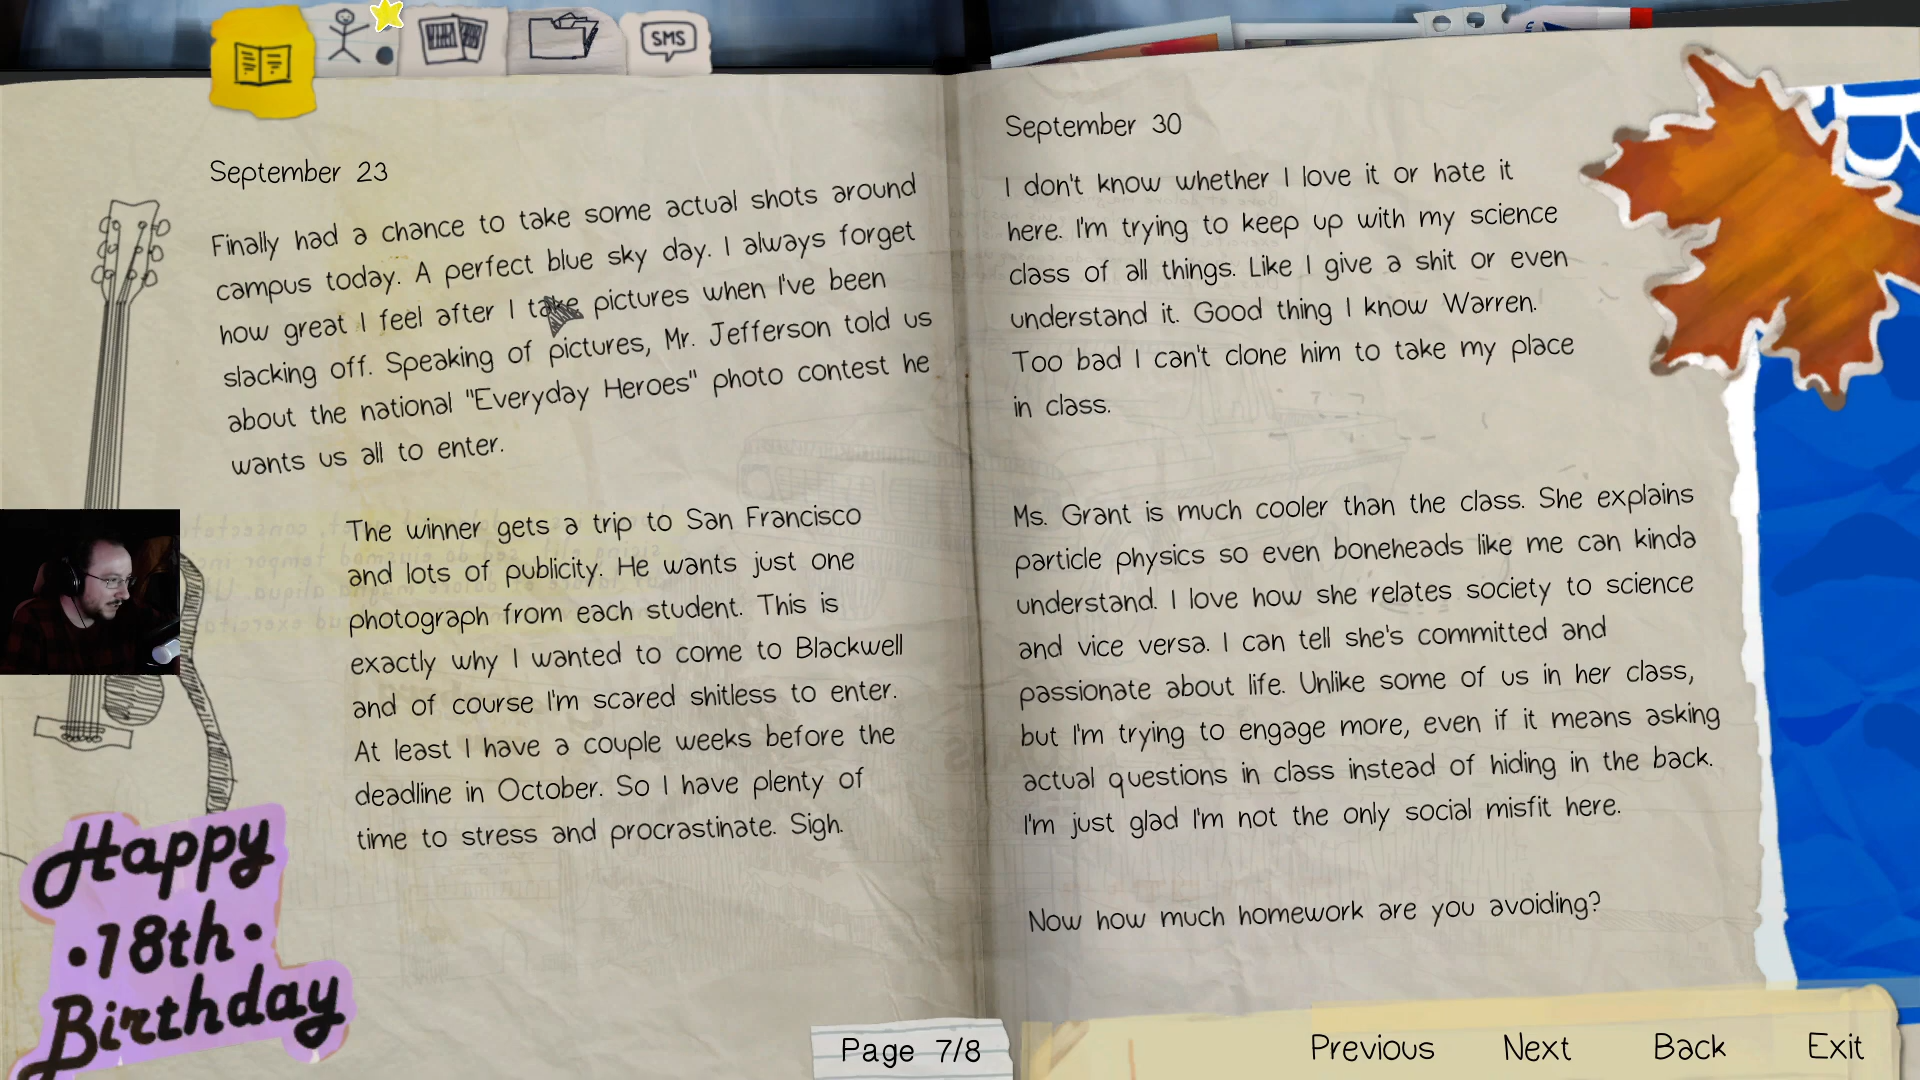 SMS
September 23
Finally had a chance to take some actual shots around
campus today. A perfect blue sky day. I always forget
how great I feel after I take pictures when I've been
slacking off. Speaking of pictures, Mr. Jefferson told us
about the national "Everyday Heroes" photo contest he
wants us all to enter.
The winner gets a trip to San Francisco
and lots of publicity. He wants just one
photograph from each student. This is
exactly why I wanted to come to Blackwell
and of course I'm scared shitless to enter.
At least I have a couple weeks before the
deadline in October. So I have plenty of
time to stress and procrastinate. Sigh.
Happy
•18th•
Birthday
September 30
I don't know whether I love it or hate it
here. I'm trying to keep up with my science
class of all things. Like I give a shit or even
understand it. Good thing I know Warren.
Too bad I can't clone him to take my place
in class.
Ms. Grant is much cooler than the class. She explains
particle physics so even boneheads like me can kinda
understand. I love how she relates society to science
and vice versa. I can tell she's committed and
passionate about life. Unlike some of us in her class,
but I'm trying to engage more, even if it means asking
actual questions in class instead of hiding in the back.
I'm just glad I'm not the only social misfit here.
Now how much homework are you avoiding?
Page 7/8
Previous Next Back Exit